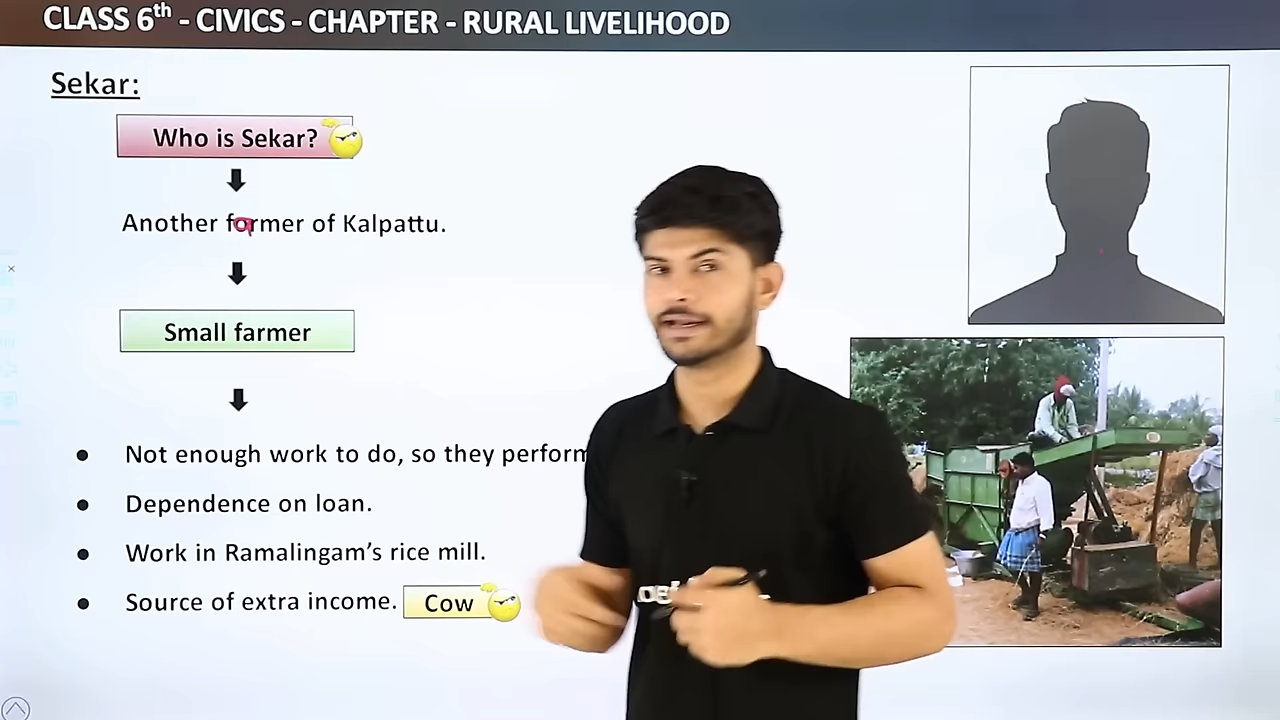 CLASS 6th - CIVICS - CHAPTER - RURAL LIVELIHOOD
Sekar:
Who is Sekar?
Another former of Kalpattu.
Small farmer
● Not enough work to do, so they perform
● Dependence on loan.
● Work in Ramalingam's rice mill.
● Source of extra income. Cow